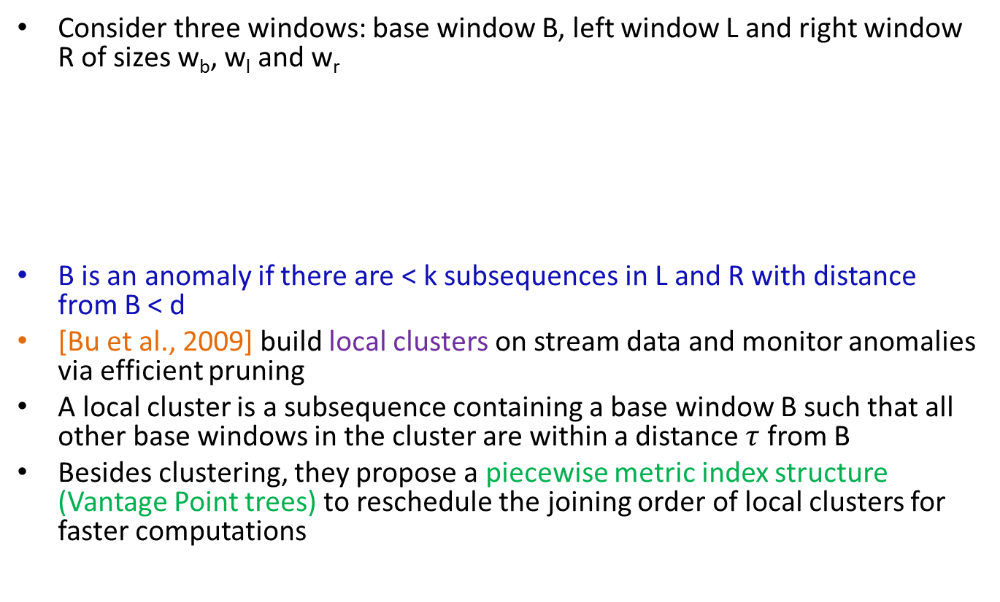 • Consider three windows: base window B, left window L and right window
R of sizes w_b, w_l and w_r
• B is an anomaly if there are < k subsequences in L and R with distance
from B < d
• [Bu et al., 2009] build local clusters on stream data and monitor anomalies
via efficient pruning
• A local cluster is a subsequence containing a base window B such that all
other base windows in the cluster are within a distance τ from B
• Besides clustering, they propose a piecewise metric index structure
(Vantage Point trees) to reschedule the joining order of local clusters for
faster computations